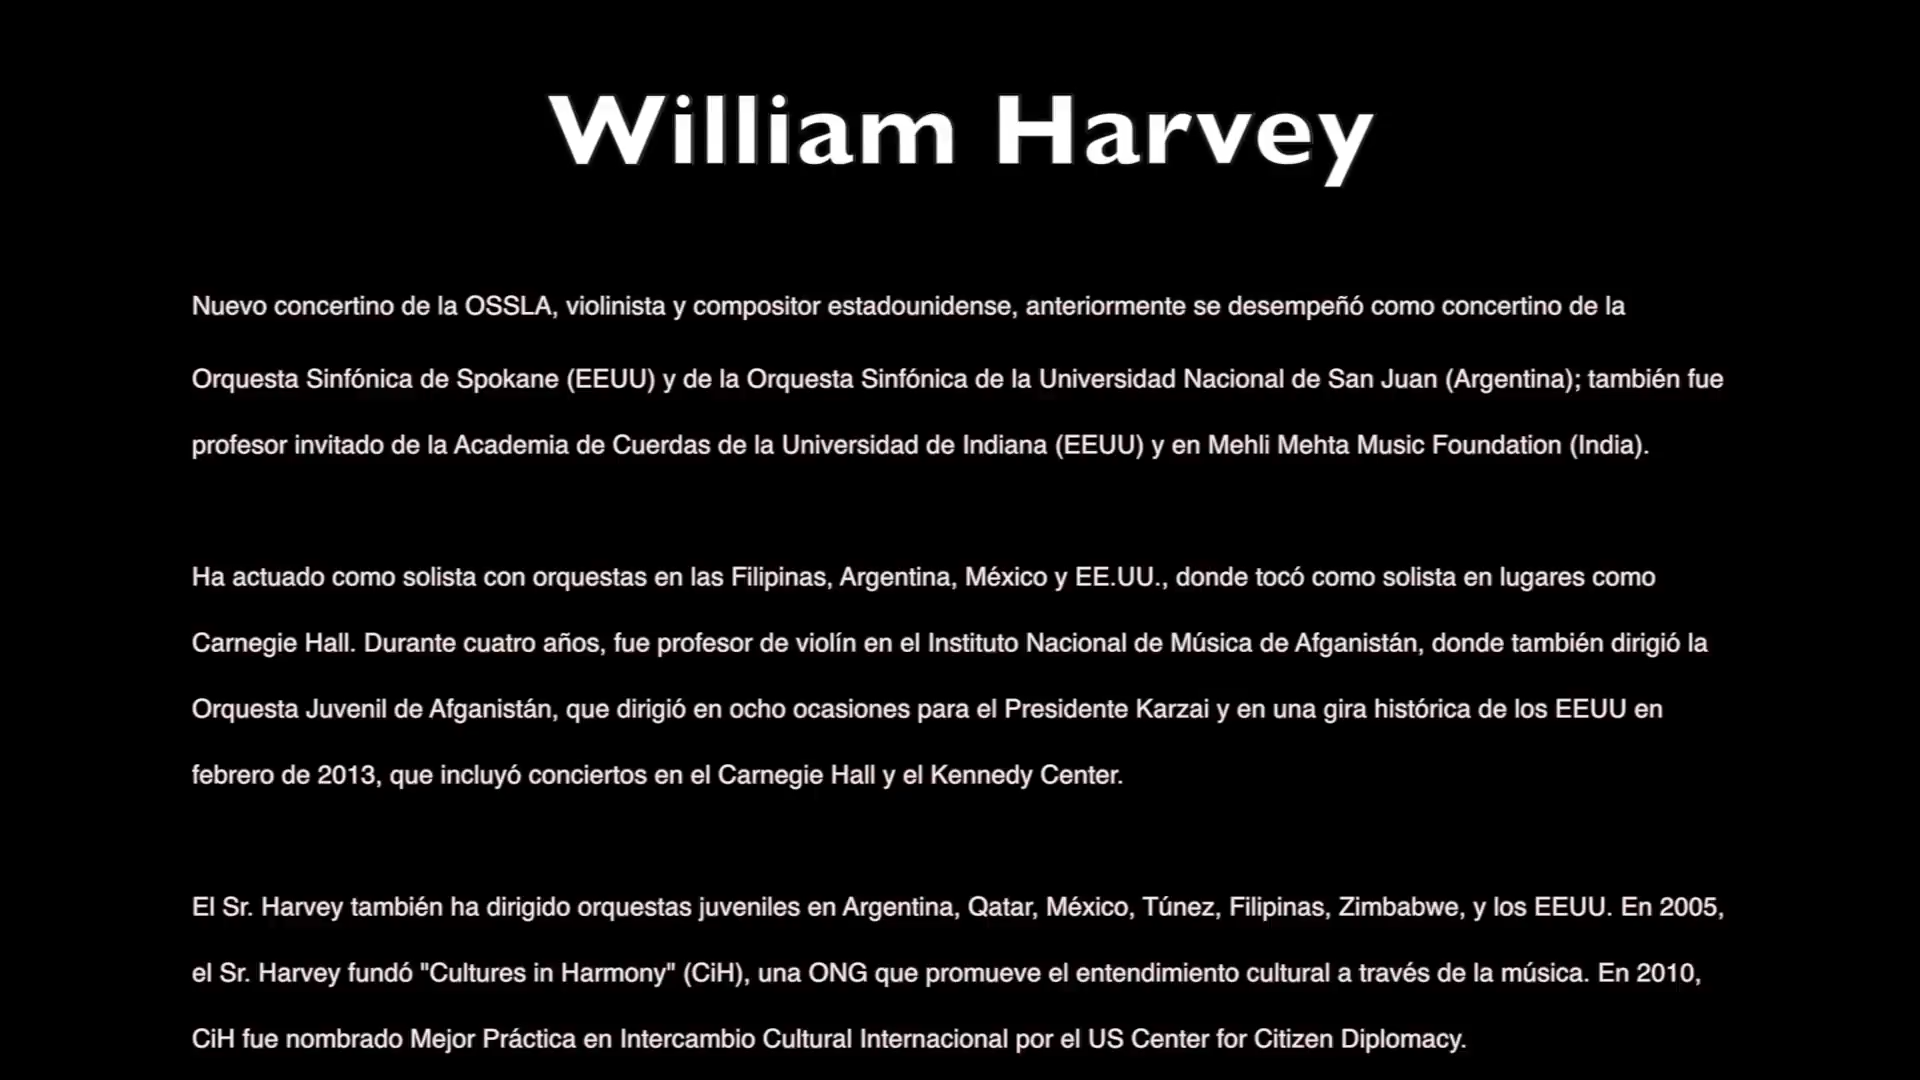 William Harvey
Nuevo concertino de la OSSLA, violinista y compositor estadounidense, anteriormente se desempeñó como concertino de la
Orquesta Sinfónica de Spokane (EEUU) y de la Orquesta Sinfónica de la Universidad Nacional de San Juan (Argentina); también fue
profesor invitado de la Academia de Cuerdas de la Universidad de Indiana (EEUU) y en Mehli Mehta Music Foundation (India).
Ha actuado como solista con orquestas en las Filipinas, Argentina, México y EE.UU., donde tocó como solista en lugares como
Carnegie Hall. Durante cuatro años, fue profesor de violín en el Instituto Nacional de Música de Afganistán, donde también dirigió la
Orquesta Juvenil de Afganistán, que dirigió en ocho ocasiones para el Presidente Karzai y en una gira histórica de los EEUU en
febrero de 2013, que incluyó conciertos en el Carnegie Hall y el Kennedy Center.
El Sr. Harvey también ha dirigido orquestas juveniles en Argentina, Qatar, México, Túnez, Filipinas, Zimbabwe, y los EEUU. En 2005,
el Sr. Harvey fundó "Cultures in Harmony" (CiH), una ONG que promueve el entendimiento cultural a través de la música. En 2010,
CiH fue nombrado Mejor Práctica en Intercambio Cultural Internacional por el US Center for Citizen Diplomacy.